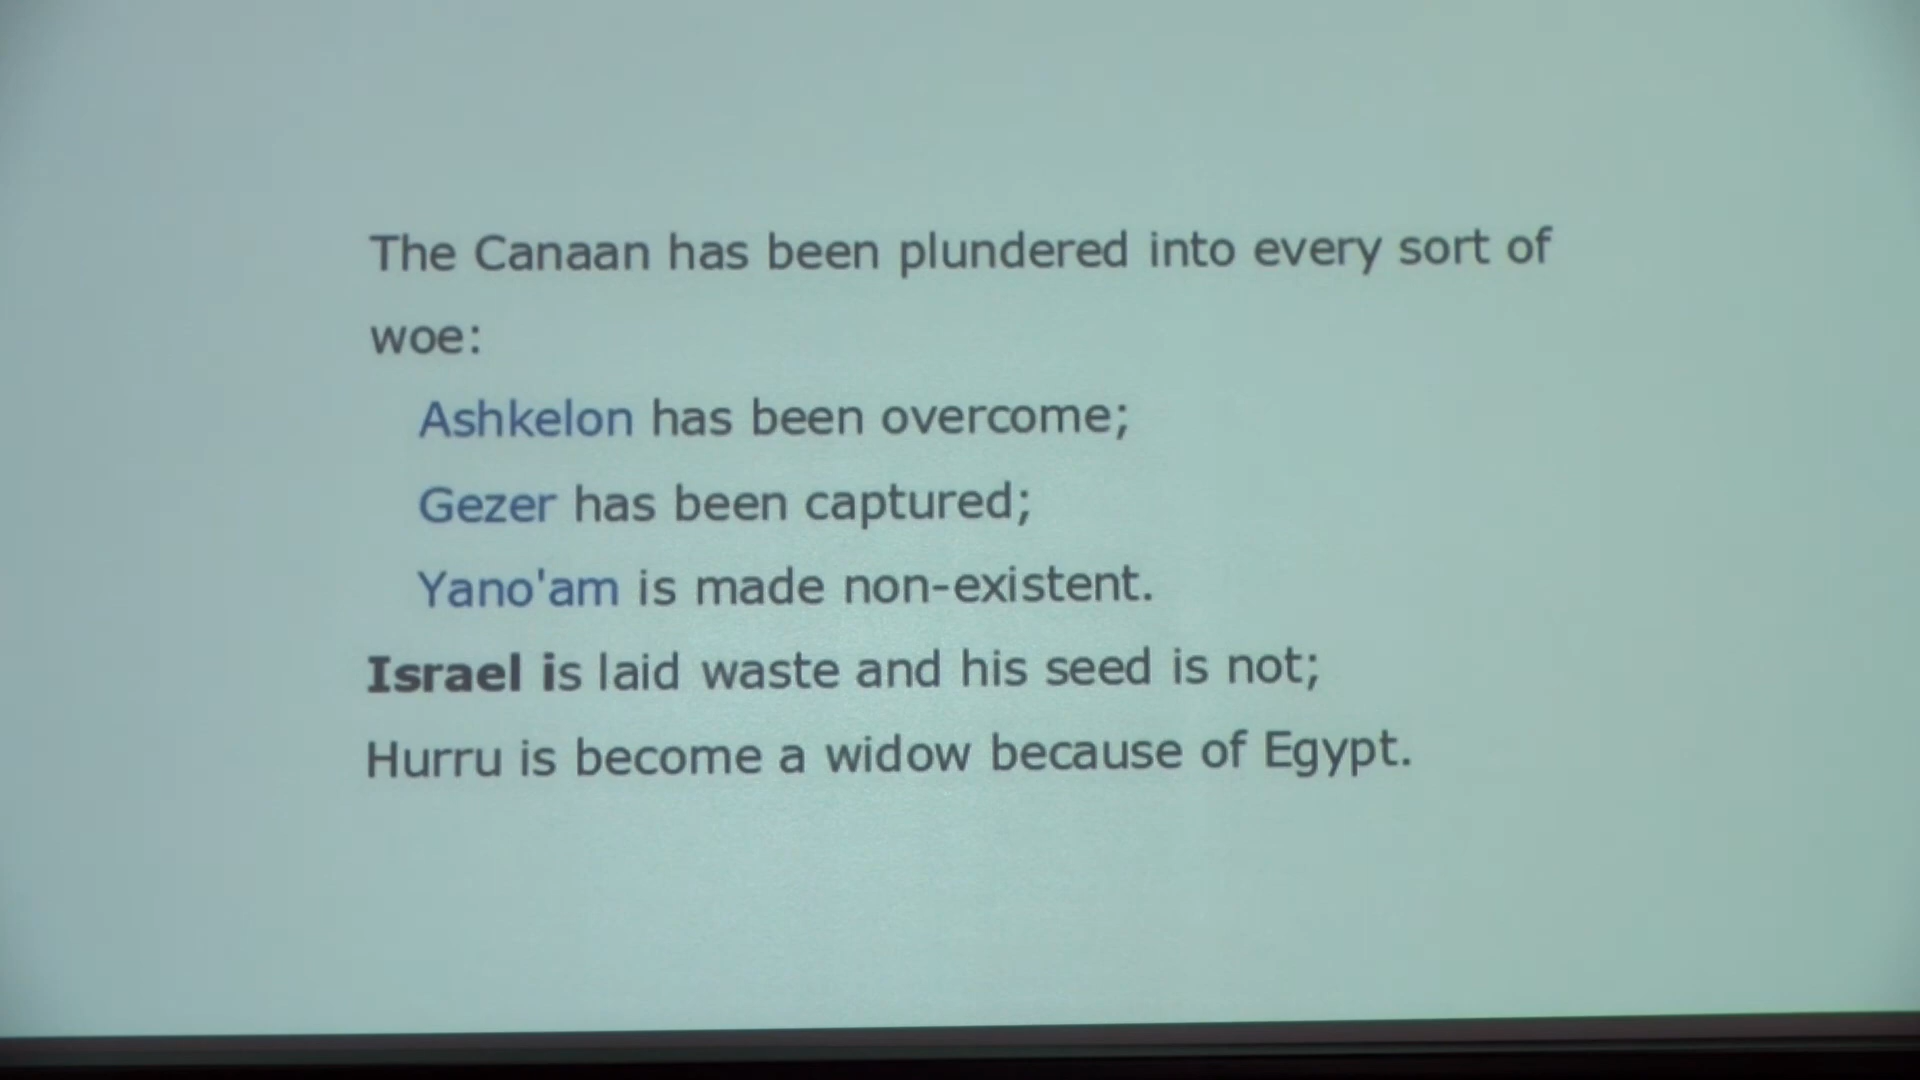 The Canaan has been plundered into every sort of
woe:
Ashkelon has been overcome;
Gezer has been captured;
Yano'am is made non-existent.
Israel is laid waste and his seed is not;
Hurru is become a widow because of Egypt.